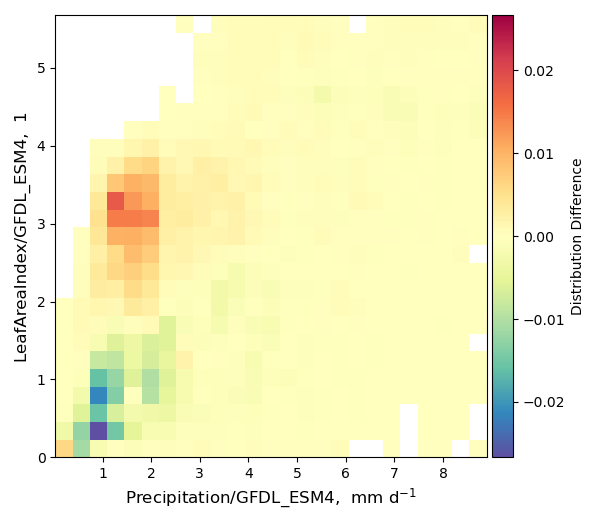 5
4
3
2
1
0
LeafAreaIndex/GFDL_ESM4, 1
1 2 3 4 5 6 7 8
Precipitation/GFDL_ESM4, mm d⁻¹
0.02
0.01
0.00
−0.01
−0.02
Distribution Difference